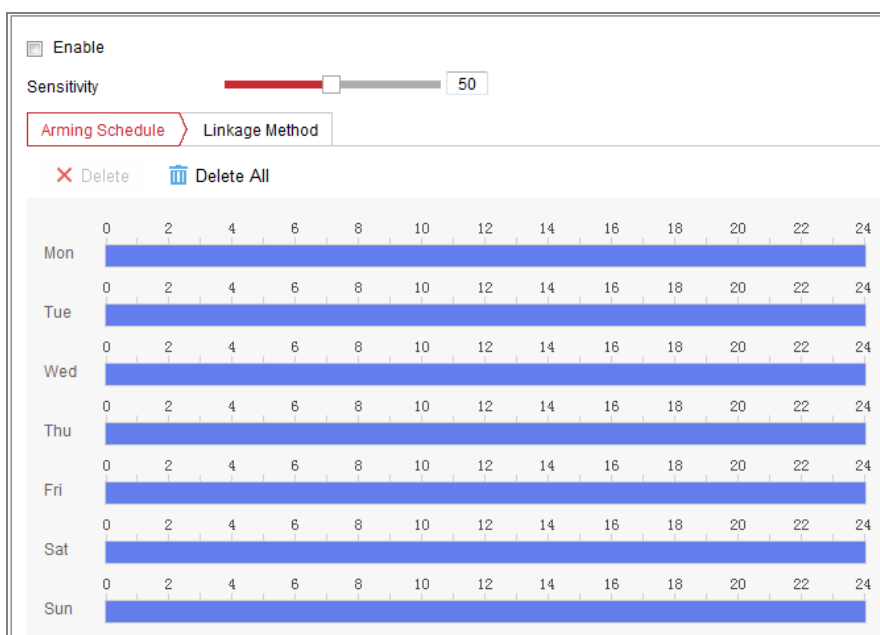 Enable
Sensitivity 50
Arming Schedule Linkage Method
Delete Delete All
0 2 4 6 8 10 12 14 16 18 20 22 24
Mon
0 2 4 6 8 10 12 14 16 18 20 22 24
Tue
0 2 4 6 8 10 12 14 16 18 20 22 24
Wed
0 2 4 6 8 10 12 14 16 18 20 22 24
Thu
0 2 4 6 8 10 12 14 16 18 20 22 24
Fri
0 2 4 6 8 10 12 14 16 18 20 22 24
Sat
0 2 4 6 8 10 12 14 16 18 20 22 24
Sun